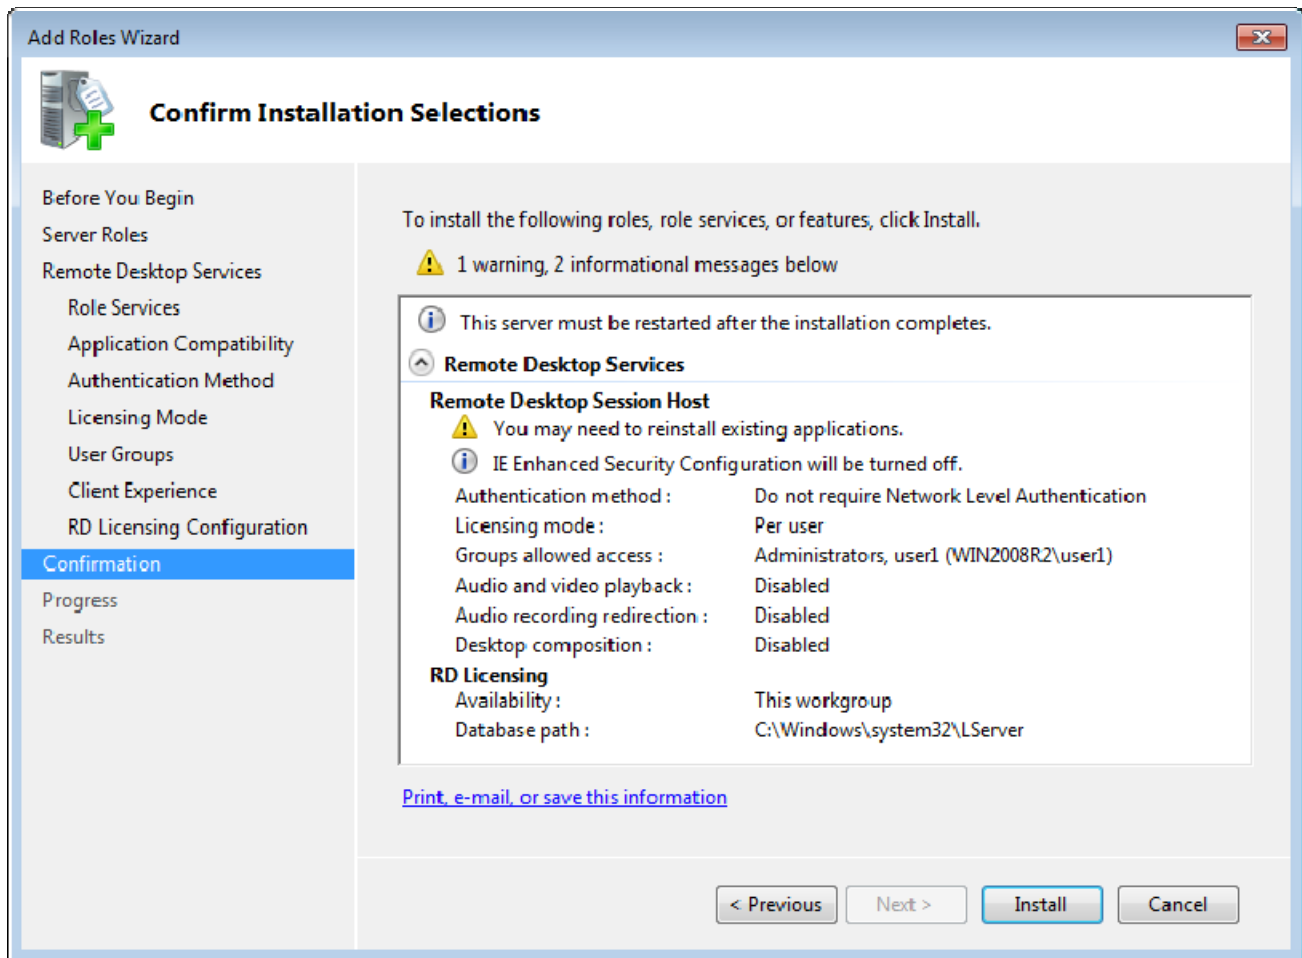 Add Roles Wizard
Confirm Installation Selections
Before You Begin
Server Roles
Remote Desktop Services
Role Services
Application Compatibility
Authentication Method
Licensing Mode
User Groups
Client Experience
RD Licensing Configuration
Confirmation
Progress
Results
To install the following roles, role services, or features, click Install.
1 warning, 2 informational messages below
This server must be restarted after the installation completes.
Remote Desktop Services
Remote Desktop Session Host
You may need to reinstall existing applications.
IE Enhanced Security Configuration will be turned off.
Authentication method : Do not require Network Level Authentication
Licensing mode : Per user
Groups allowed access : Administrators, user1 (WIN2008R2\user1)
Audio and video playback : Disabled
Audio recording redirection : Disabled
Desktop composition : Disabled
RD Licensing
Availability : This workgroup
Database path : C:\Windows\system32\LServer
Print, e-mail, or save this information
< Previous Next > Install Cancel